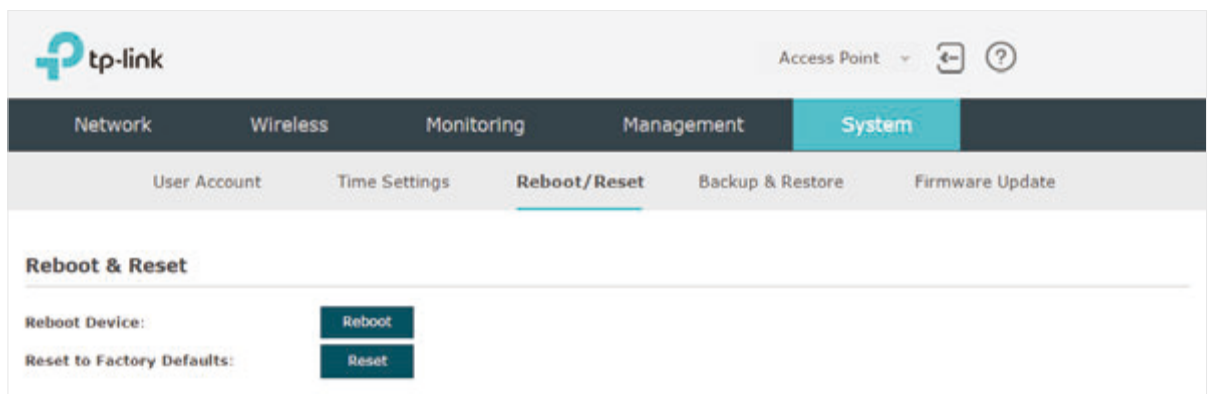 tp-link
Access Point
Network Wireless Monitoring Management System
User Account Time Settings Reboot/Reset Backup & Restore Firmware Update
Reboot & Reset
Reboot Device: Reboot
Reset to Factory Defaults: Reset